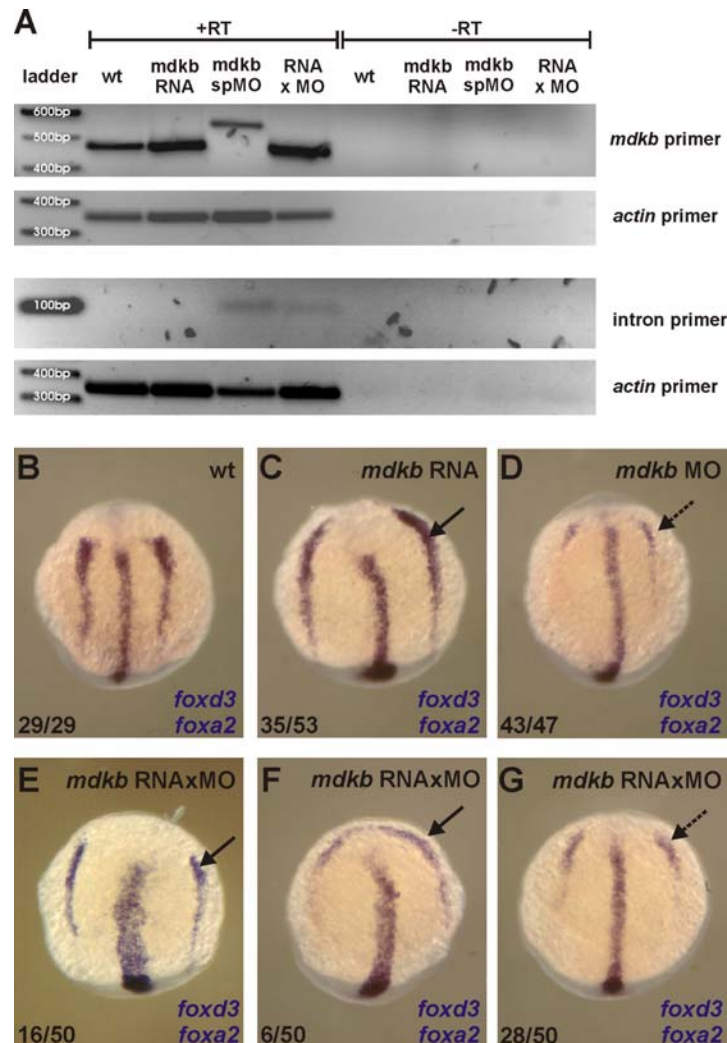 A
+RT -RT
ladder wt mdkb RNA mdkb spMO RNA x MO wt mdkb RNA mdkb spMO RNA x MO
600bp
500bp
400bp
mdkb primer
300bp
actin primer
100bp
intron primer
400bp
300bp
actin primer
B wt
foxd3
29/29 foxa2
C mdkb RNA
foxd3
35/53 foxa2
D mdkb MO
foxd3
43/47 foxa2
E mdkb RNAxMO
foxd3
16/50 foxa2
F mdkb RNAxMO
foxd3
6/50 foxa2
G mdkb RNAxMO
foxd3
28/50 foxa2